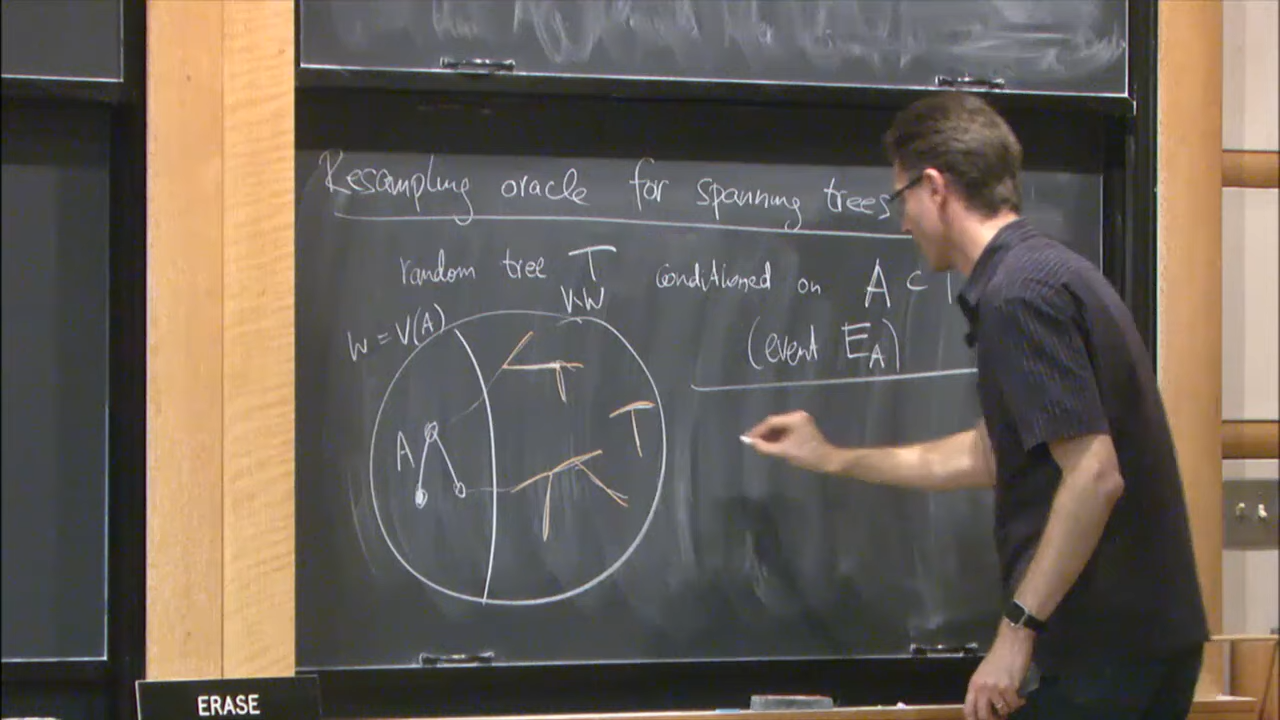 Resampling oracle for spanning trees
random tree T conditioned on A ⊂
(event E_A)
W = V(A)
V∖W
A
T
ERASE